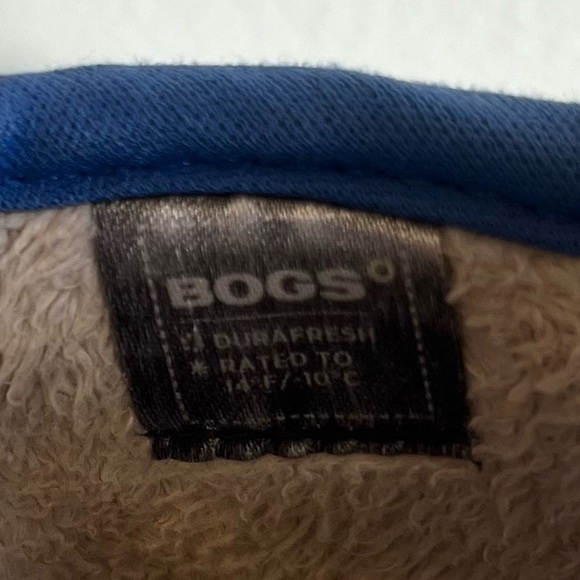 BOGS°
DURAFRESH
* RATED TO
14°F/-10°C